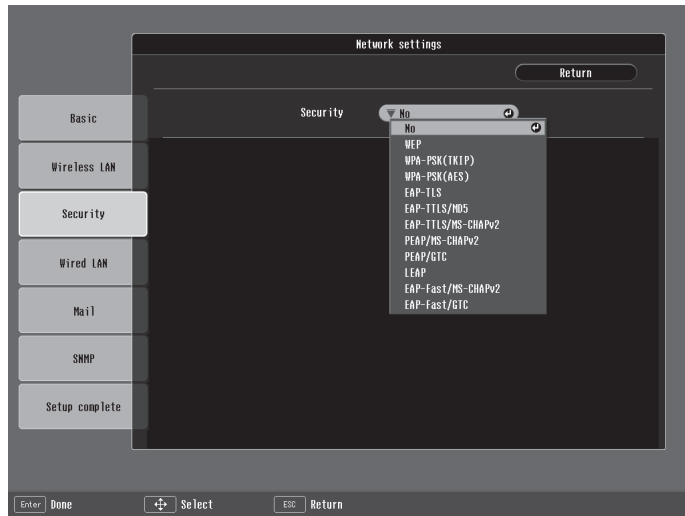 Network settings
Return
Basic
Wireless LAN
Security
Wired LAN
Mail
SNMP
Setup complete
Security
No
No
WEP
WPA-PSK(TKIP)
WPA-PSK(AES)
EAP-TLS
EAP-TTLS/MD5
EAP-TTLS/MS-CHAPv2
PEAP/MS-CHAPv2
PEAP/GTC
LEAP
EAP-Fast/MS-CHAPv2
EAP-Fast/GTC
Enter Done
Select
ESC Return